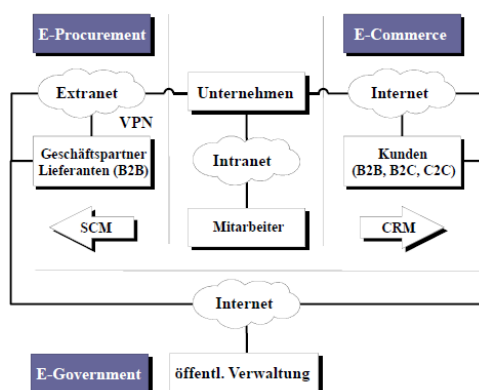 E-Procurement
E-Commerce
Extranet
Unternehmen
Internet
VPN
Geschäftspartner
Lieferanten (B2B)
Intranet
Kunden
(B2B, B2C, C2C)
SCM
Mitarbeiter
CRM
Internet
E-Government
öffentl. Verwaltung